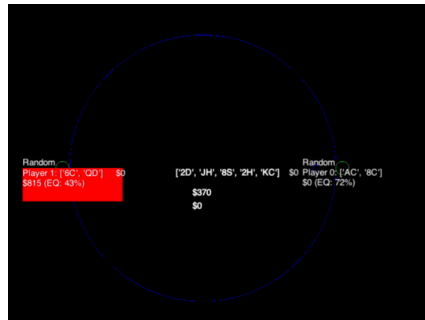 Random
Player 1: ['6C', 'QD'] $0
$815 (EQ: 43%)
['2D', 'JH', '8S', '2H', 'KC']
$370
$0
Random
$0 Player 0: ['AC', '8C']
$0 (EQ: 72%)